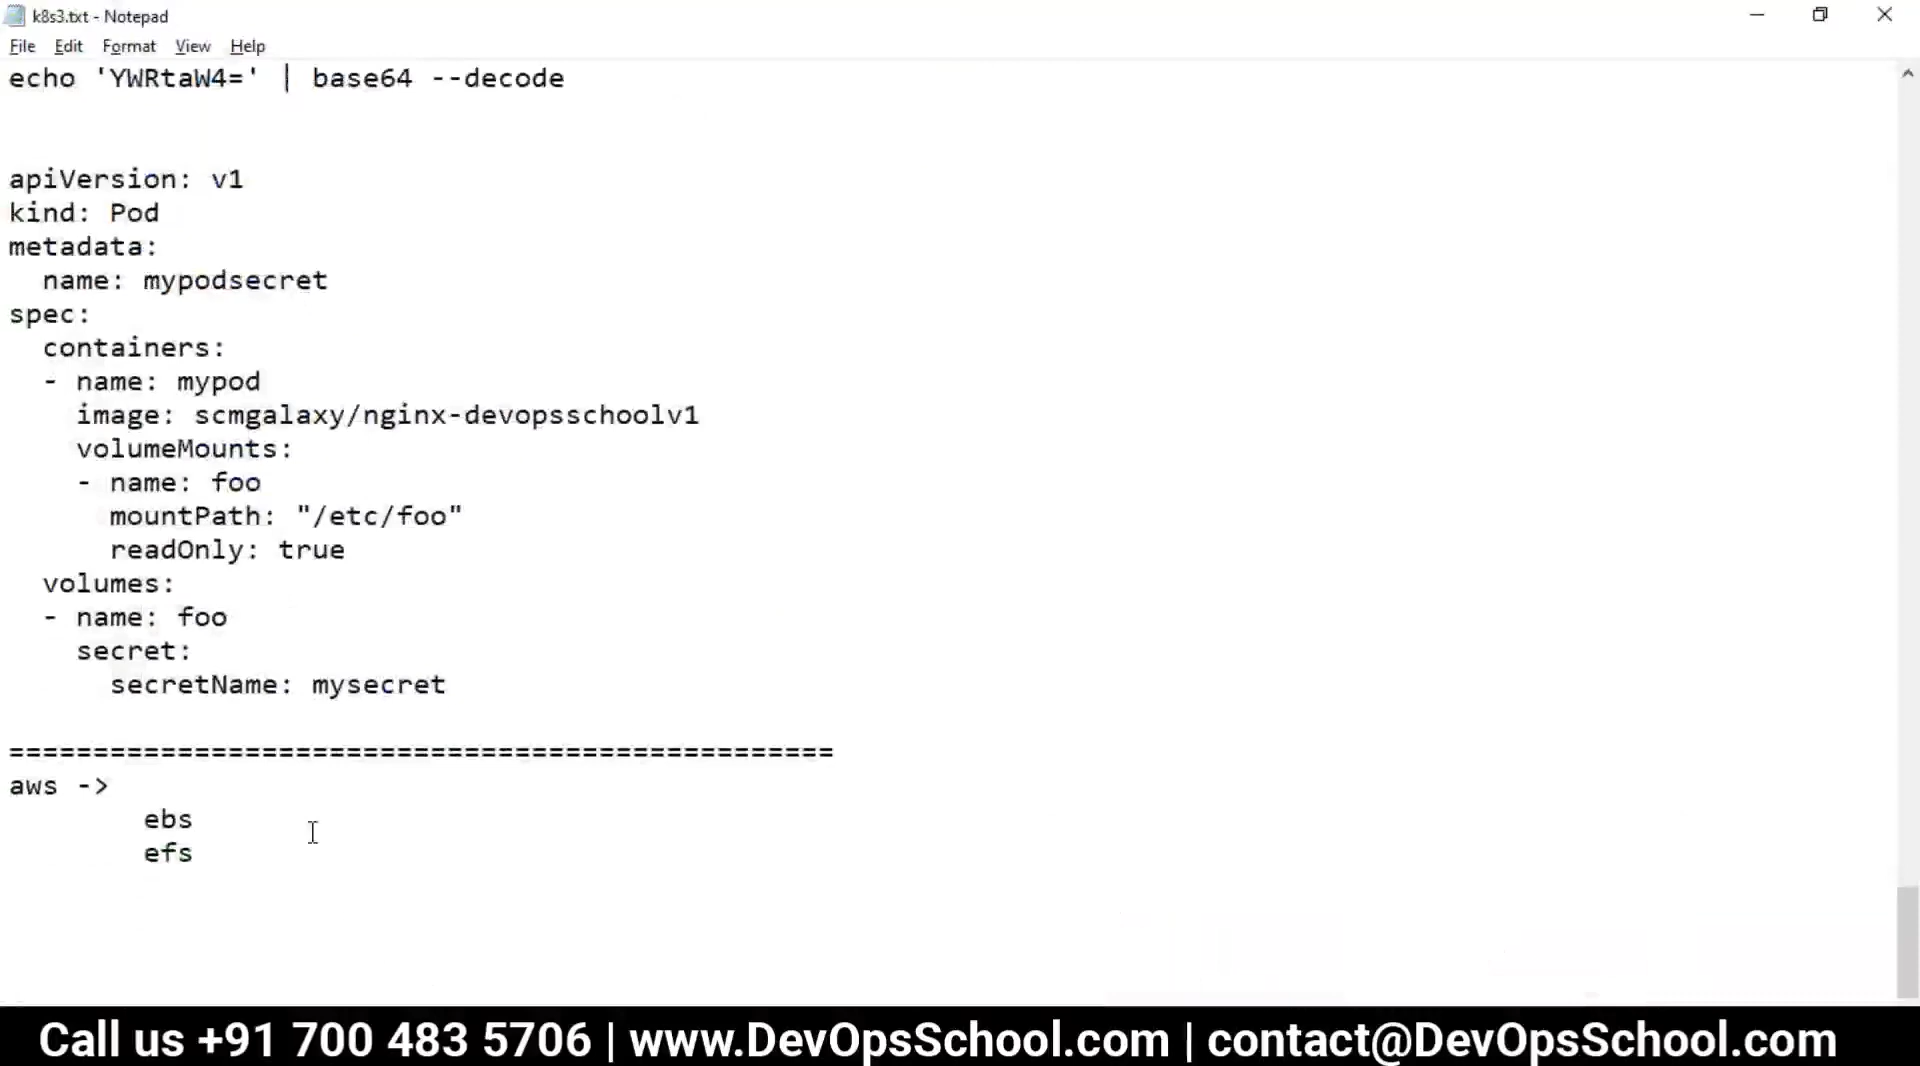 k8s3.txt - Notepad
File Edit Format View Help
echo 'YWRtaW4=' | base64 --decode
apiVersion: v1
kind: Pod
metadata:
  name: mypodsecret
spec:
  containers:
  - name: mypod
    image: scmgalaxy/nginx-devopsschoolv1
    volumeMounts:
    - name: foo
      mountPath: "/etc/foo"
      readOnly: true
  volumes:
  - name: foo
    secret:
      secretName: mysecret
=================================================
aws ->
        ebs
        efs
Call us +91 700 483 5706 | www.DevOpsSchool.com | contact@DevOpsSchool.com